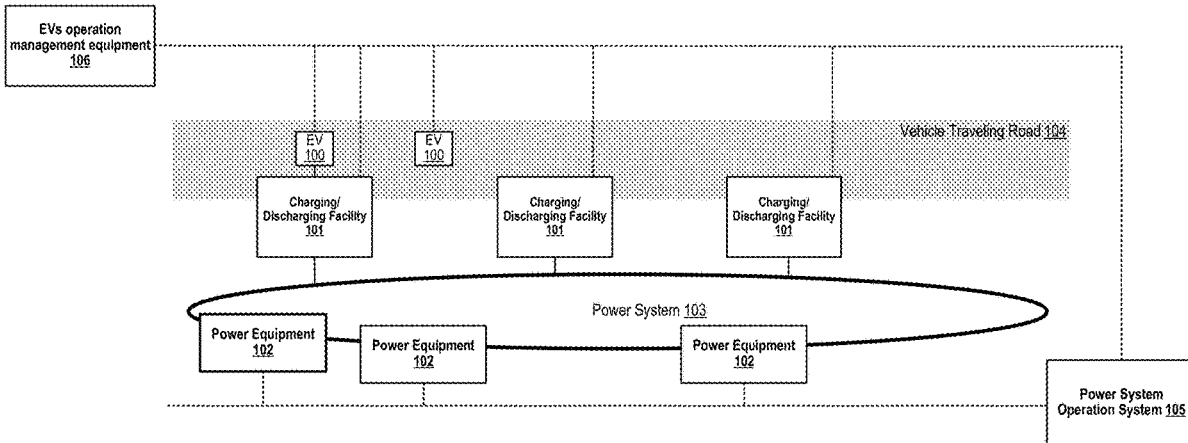 EVs operation
management equipment
106
Vehicle Traveling Road 104
EV
100
EV
100
Charging/
Discharging Facility
101
Charging/
Discharging Facility
101
Charging/
Discharging Facility
101
Power System 103
Power Equipment
102
Power Equipment
102
Power Equipment
102
Power System
Operation System 105